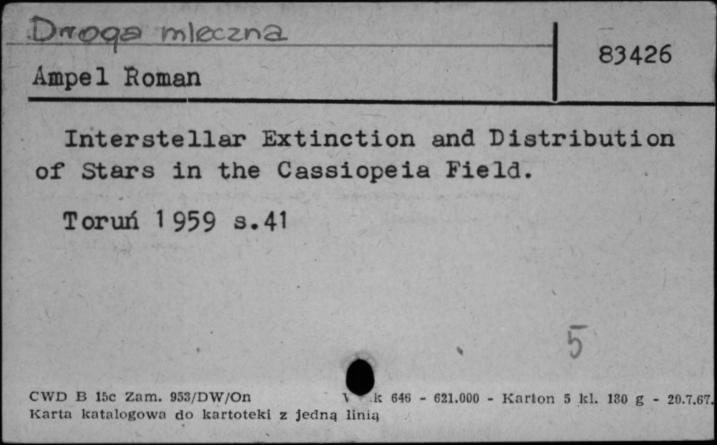 Droga mleczna
83426
Ampel Roman
Interstellar Extinction and Distribution
of Stars in the Cassiopeia Field.
Toruń 1959 s.41
5
CWD B 15c Zam. 953/DW/On k 646 - 621.000 - Karton 5 kl. 180 g - 20.7.67.
Karta katalogowa do kartoteki z jedną linią